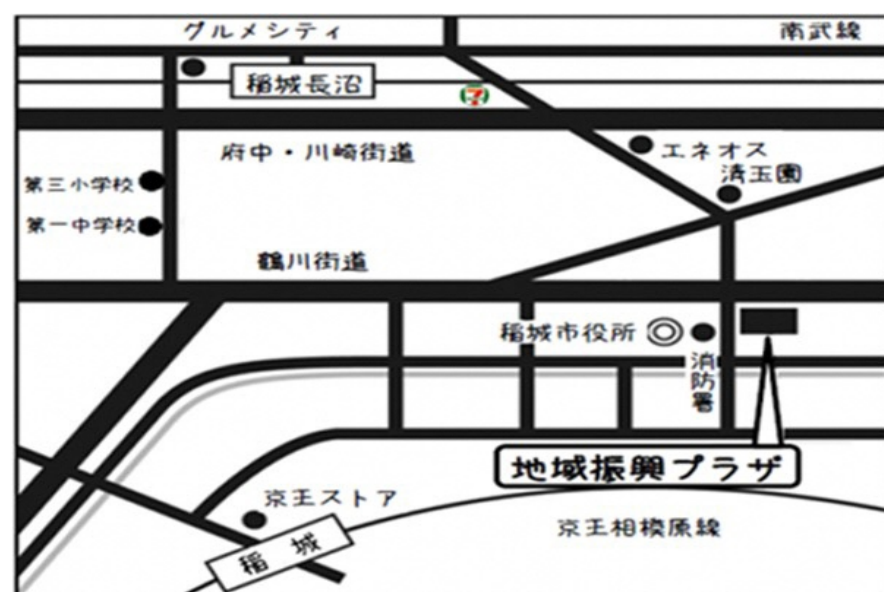 グルメシティ
南武線
稲城長沼
7
府中・川崎街道
エネオス
済玉園
第三小学校
第一中学校
鶴川街道
稲城市役所
消防署
地域振興プラザ
京王ストア
京王相模原線
稲城